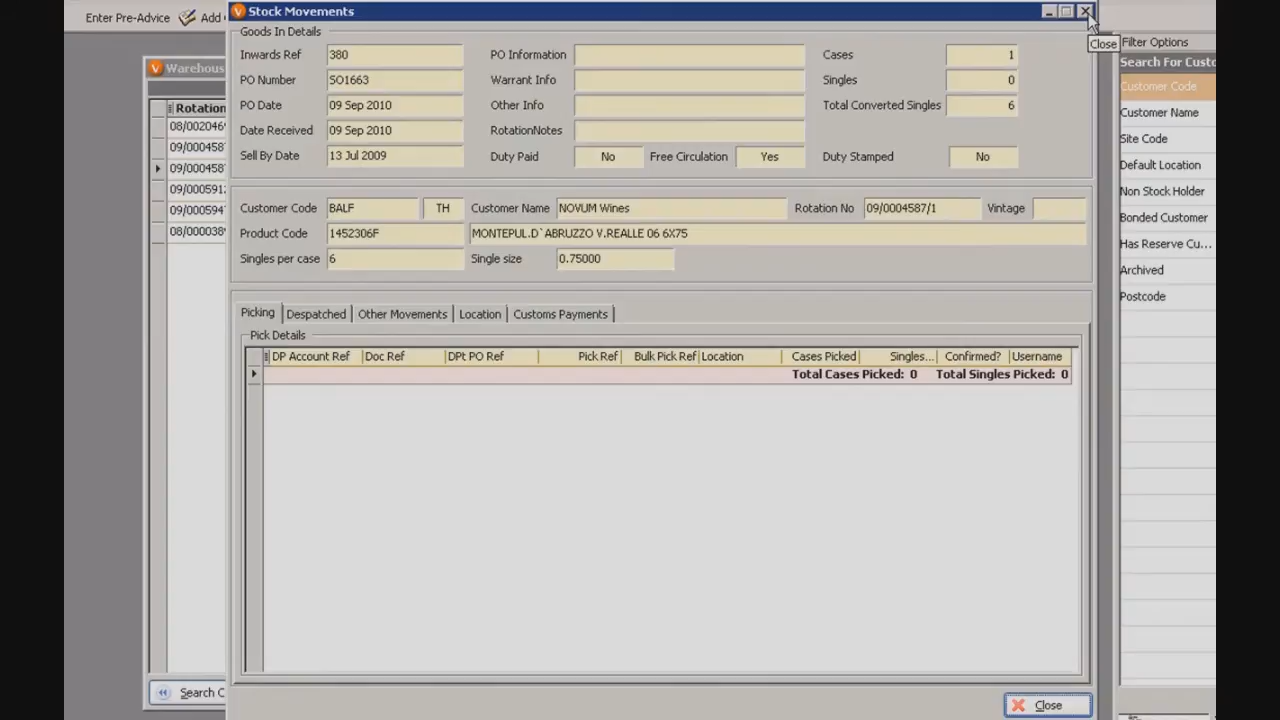 Enter Pre-Advice Add
Stock Movements
Close
Goods In Details
Inwards Ref 380 PO Information Cases 1
PO Number SO1663 Warrant Info Singles 0
PO Date 09 Sep 2010 Other Info Total Converted Singles 6
Date Received 09 Sep 2010 RotationNotes
Sell By Date 13 Jul 2009 Duty Paid No Free Circulation Yes Duty Stamped No
Customer Code BALF TH Customer Name NOVUM Wines Rotation No 09/0004587/1 Vintage
Product Code 1452306F MONTEPUL.D`ABRUZZO V.REALLE 06 6X75
Singles per case 6 Single size 0.75000
Picking Despatched Other Movements Location Customs Payments
Pick Details
DP Account Ref Doc Ref DPt PO Ref Pick Ref Bulk Pick Ref Location Cases Picked Singles... Confirmed? Username
Total Cases Picked: 0 Total Singles Picked: 0
Close
Warehous
Rotation
08/002046
09/000458
09/000458
09/000591
09/000594
08/000038
Search C
Filter Options
Search For Custo
Customer Code
Customer Name
Site Code
Default Location
Non Stock Holder
Bonded Customer
Has Reserve Cu...
Archived
Postcode